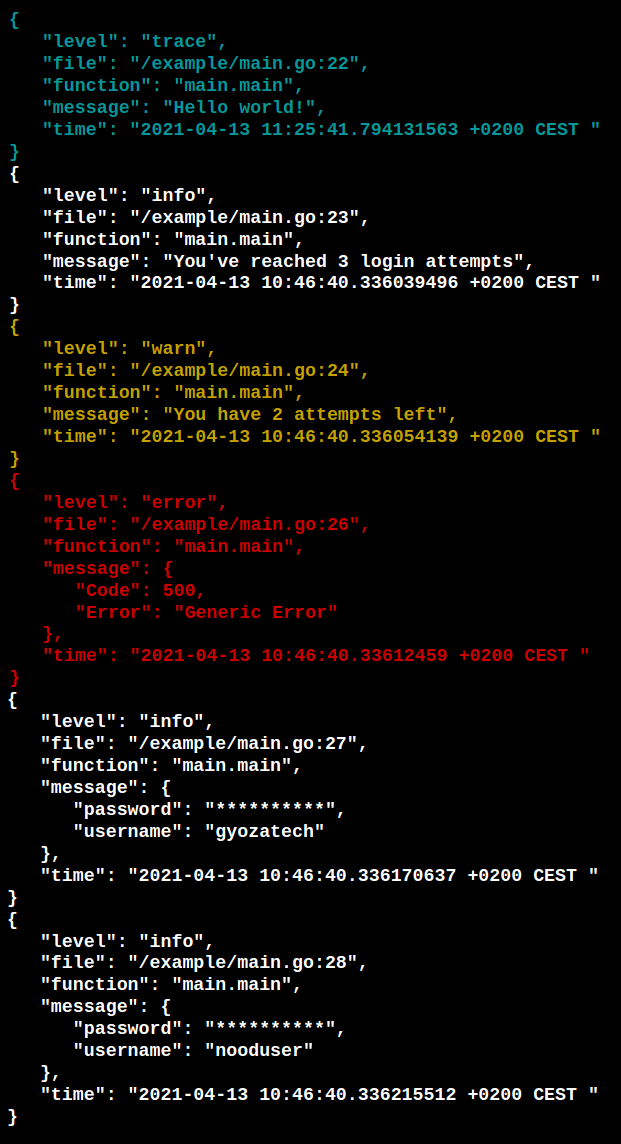 {
   "level": "trace",
   "file": "/example/main.go:22",
   "function": "main.main",
   "message": "Hello world!",
   "time": "2021-04-13 11:25:41.794131563 +0200 CEST "
}
{
   "level": "info",
   "file": "/example/main.go:23",
   "function": "main.main",
   "message": "You've reached 3 login attempts",
   "time": "2021-04-13 10:46:40.336039496 +0200 CEST "
}
{
   "level": "warn",
   "file": "/example/main.go:24",
   "function": "main.main",
   "message": "You have 2 attempts left",
   "time": "2021-04-13 10:46:40.336054139 +0200 CEST "
}
{
   "level": "error",
   "file": "/example/main.go:26",
   "function": "main.main",
   "message": {
      "Code": 500,
      "Error": "Generic Error"
   },
   "time": "2021-04-13 10:46:40.33612459 +0200 CEST "
}
{
   "level": "info",
   "file": "/example/main.go:27",
   "function": "main.main",
   "message": {
      "password": "**********",
      "username": "gyozatech"
   },
   "time": "2021-04-13 10:46:40.336170637 +0200 CEST "
}
{
   "level": "info",
   "file": "/example/main.go:28",
   "function": "main.main",
   "message": {
      "password": "**********",
      "username": "nooduser"
   },
   "time": "2021-04-13 10:46:40.336215512 +0200 CEST "
}